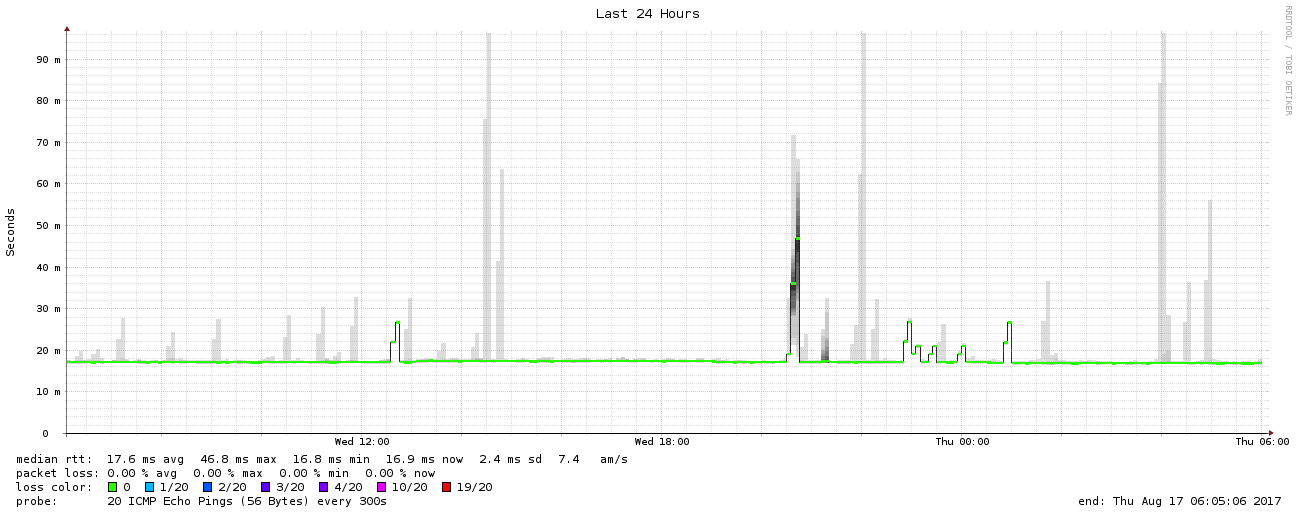 Last 24 Hours
RRDTOOL / TOBI OETIKER
Seconds
90 m
80 m
70 m
60 m
50 m
40 m
30 m
20 m
10 m
0
Wed 12:00 Wed 18:00 Thu 00:00 Thu 06:00
median rtt: 17.6 ms avg 46.8 ms max 16.8 ms min 16.9 ms now 2.4 ms sd 7.4 am/s
packet loss: 0.00 % avg 0.00 % max 0.00 % min 0.00 % now
loss color: 0 1/20 2/20 3/20 4/20 10/20 19/20
probe: 20 ICMP Echo Pings (56 Bytes) every 300s end: Thu Aug 17 06:05:06 2017